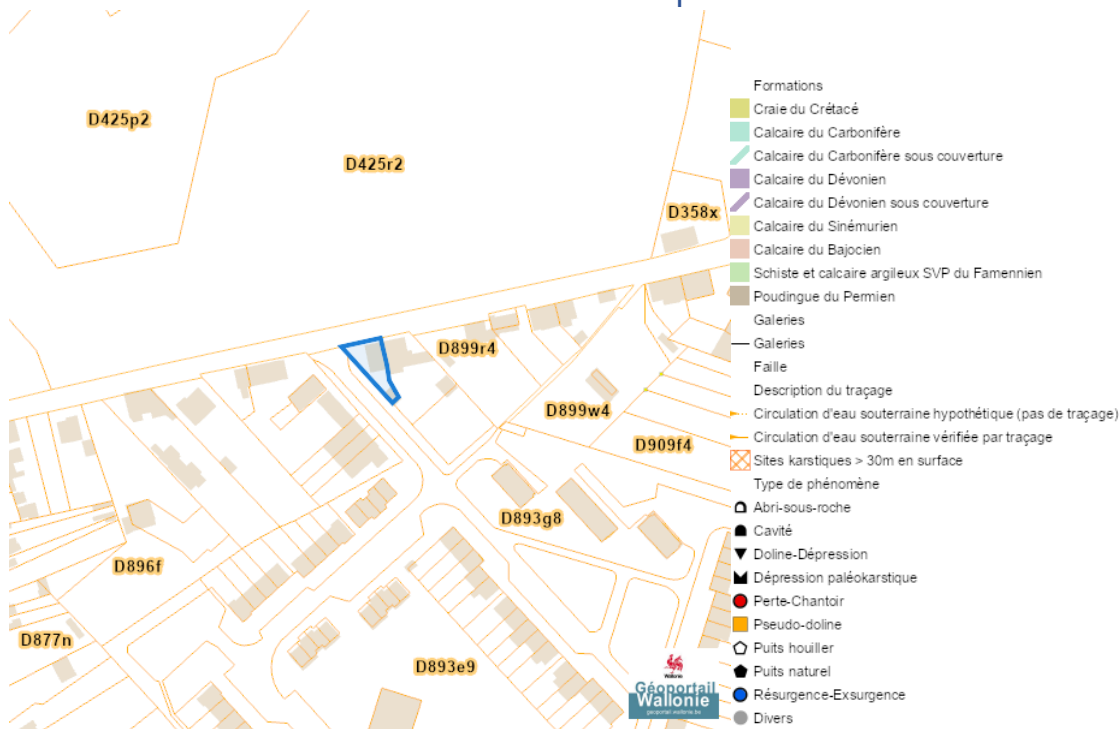 D425p2
D425r2
D358x
D899r4
D899w4
D909f4
D893g8
D896f
D877n
D893e9
Wallonie
Géoportail
Wallonie
geoportail.wallonie.be
Formations
Craie du Crétacé
Calcaire du Carbonifère
Calcaire du Carbonifère sous couverture
Calcaire du Dévonien
Calcaire du Dévonien sous couverture
Calcaire du Sinémurien
Calcaire du Bajocien
Schiste et calcaire argileux SVP du Famennien
Poudingue du Permien
Galeries
Galeries
Faille
Description du traçage
Circulation d'eau souterraine hypothétique (pas de traçage)
Circulation d'eau souterraine vérifiée par traçage
Sites karstiques > 30m en surface
Type de phénomène
Abri-sous-roche
Cavité
Doline-Dépression
Dépression paléokarstique
Perte-Chantoir
Pseudo-doline
Puits houiller
Puits naturel
Résurgence-Exsurgence
Divers